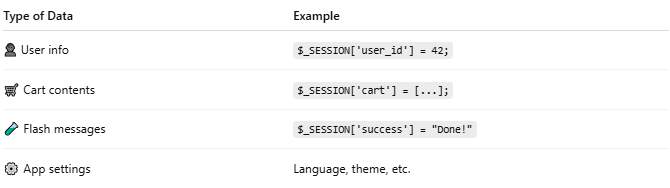 Type of Data Example
User info $_SESSION['user_id'] = 42;
Cart contents $_SESSION['cart'] = [...];
Flash messages $_SESSION['success'] = "Done!"
App settings Language, theme, etc.